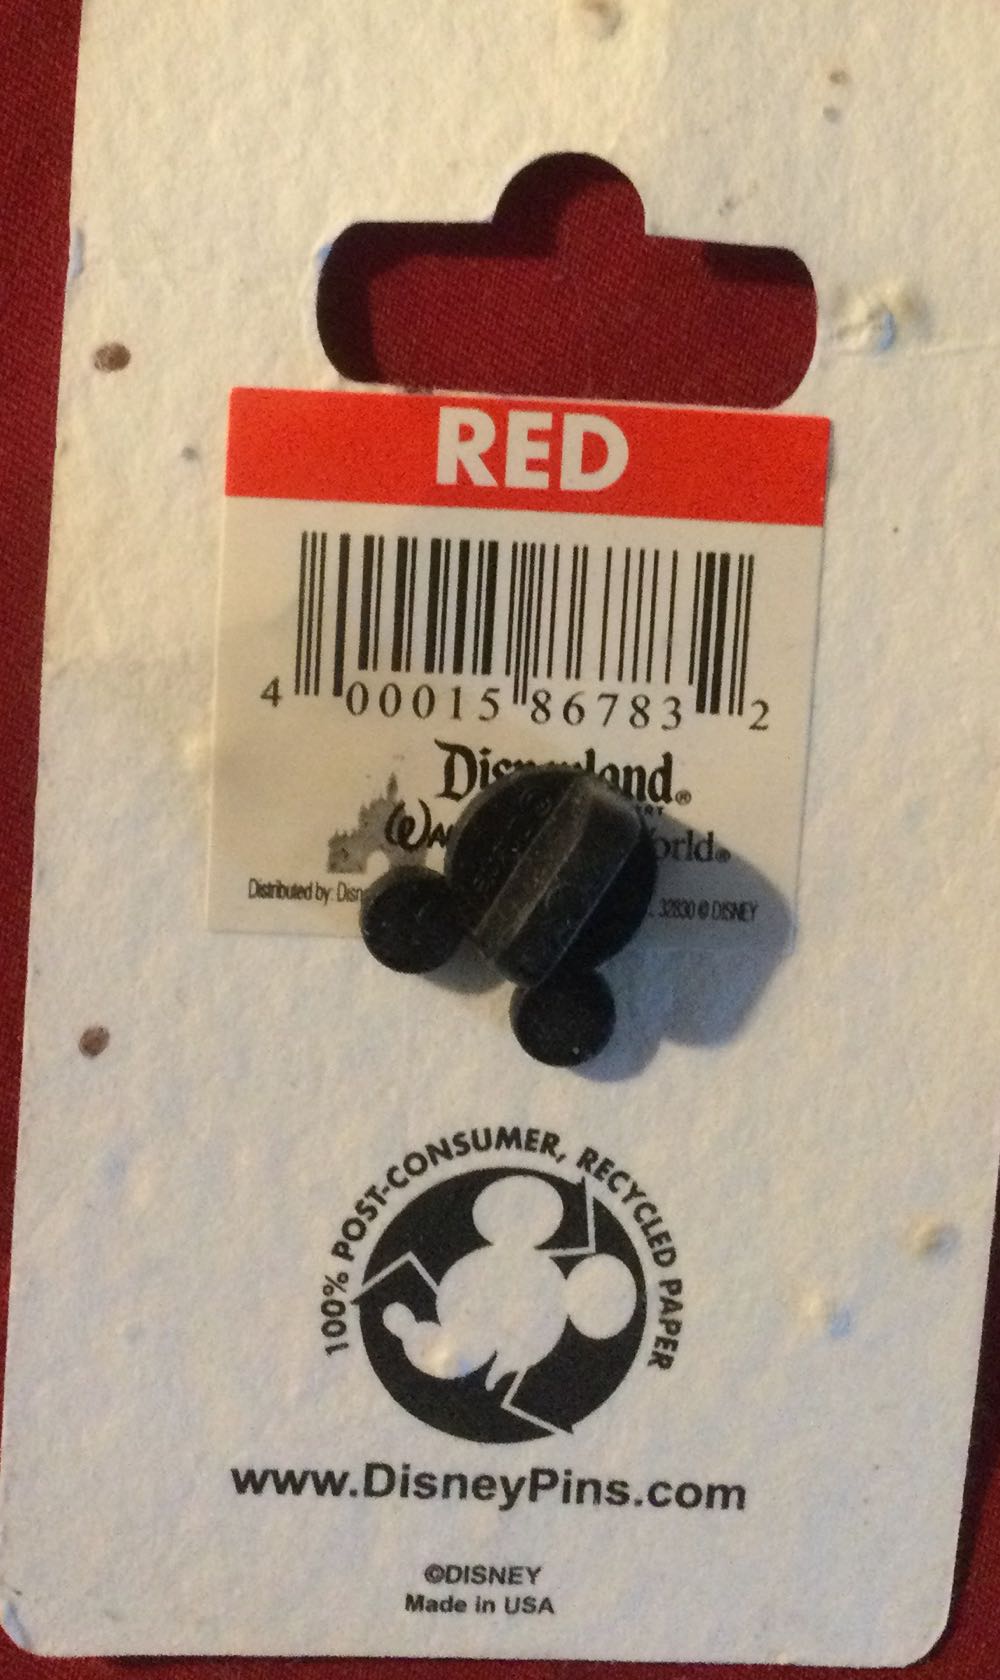 RED
4 00015 86783 2
Disneyland®
World®
Distributed by: 32830 © DISNEY
100% POST-CONSUMER, RECYCLED PAPER
www.DisneyPins.com
©DISNEY
Made in USA